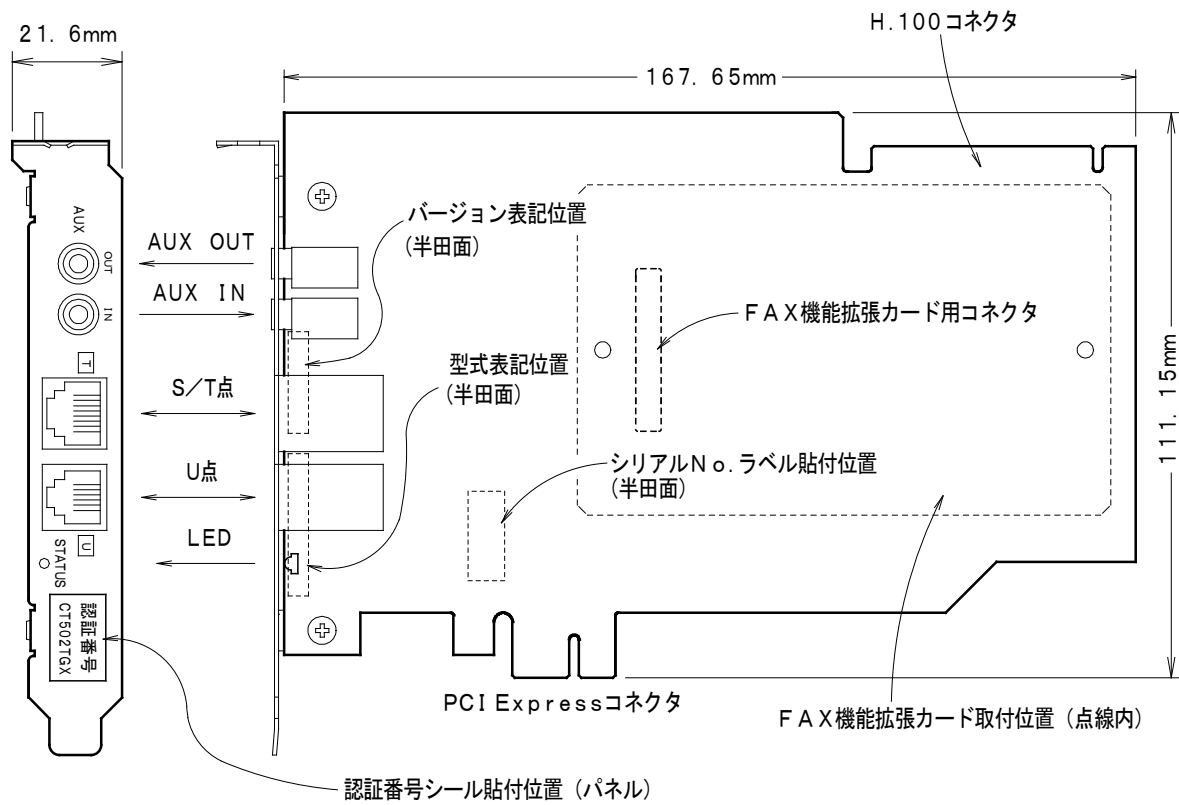 21.6mm
H.100コネクタ
167.65mm
AUX
OUT
IN
T
U
STATUS
認証番号
CT502TGX
AUX OUT
AUX IN
S/T点
U点
LED
バージョン表記位置
(半田面)
型式表記位置
(半田面)
FAX機能拡張カード用コネクタ
シリアルNo.ラベル貼付位置
(半田面)
111.15mm
PCI Expressコネクタ
FAX機能拡張カード取付位置(点線内)
認証番号シール貼付位置(パネル)